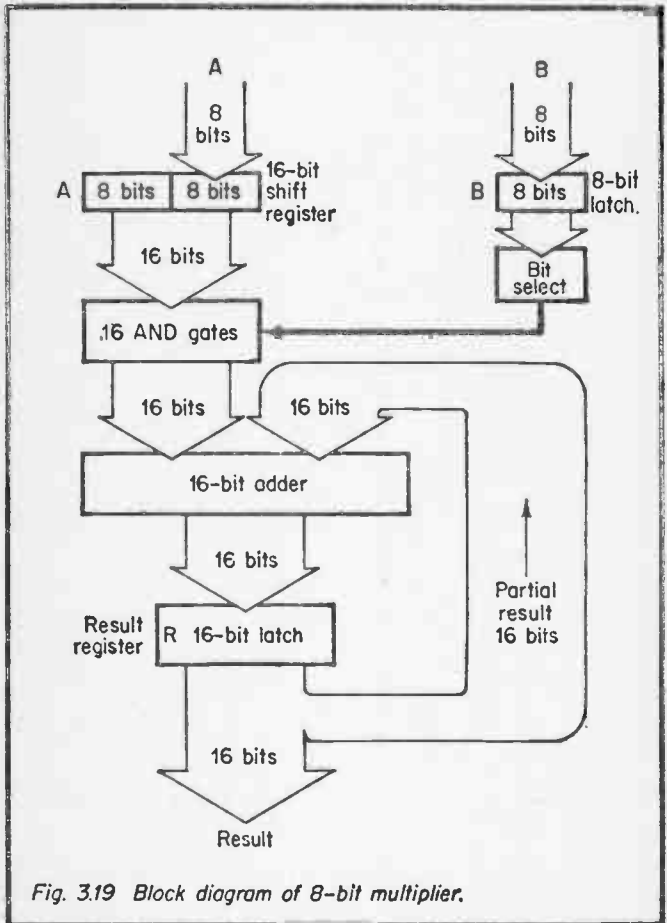 A
8
bits
B
8
bits
A
8 bits
8 bits
16-bit
shift
register
B
8 bits
8-bit
latch.
16 bits
Bit
select
.16 AND gates
16 bits
16 bits
16-bit adder
16 bits
Partial
result
16 bits
Result
register
R 16-bit latch
16 bits
Result
Fig. 3.19 Block diagram of 8-bit multiplier.